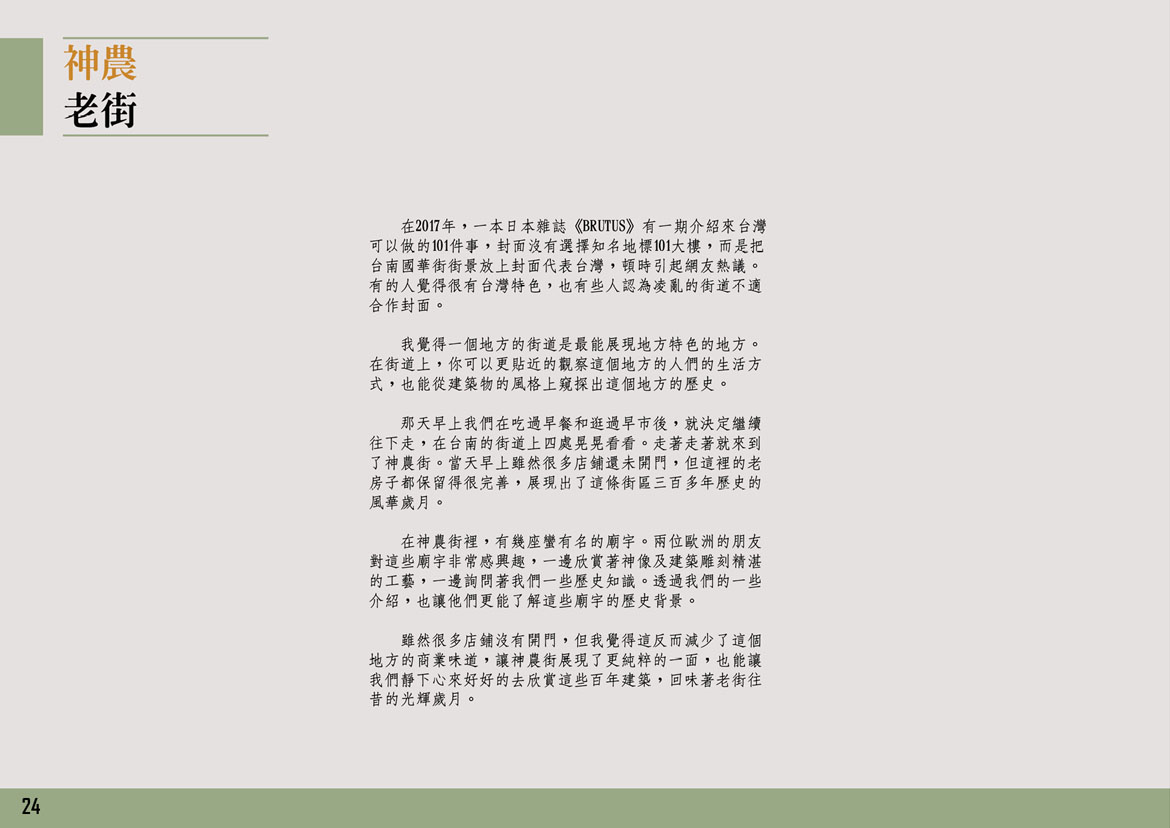 神農
老街
在2017年，一本日本雜誌《BRUTUS》有一期介紹來台灣
可以做的101件事，封面沒有選擇知名地標101大樓，而是把
台南國華街街景放上封面代表台灣，頓時引起網友熱議。
有的人覺得很有台灣特色，也有些人認為凌亂的街道不適
合作封面。
我覺得一個地方的街道是最能展現地方特色的地方。
在街道上，你可以更貼近的觀察這個地方的人們的生活方
式，也能從建築物的風格上窺探出這個地方的歷史。
那天早上我們在吃過早餐和逛過早市後，就決定繼續
往下走，在台南的街道上四處晃晃看看。走著走著就來到
了神農街。當天早上雖然很多店鋪還未開門，但這裡的老
房子都保留得很完善，展現出了這條街區三百多年歷史的
風華歲月。
在神農街裡，有幾座蠻有名的廟宇。兩位歐洲的朋友
對這些廟宇非常感興趣，一邊欣賞著神像及建築雕刻精湛
的工藝，一邊詢問著我們一些歷史知識。透過我們的一些
介紹，也讓他們更能了解這些廟宇的歷史背景。
雖然很多店鋪沒有開門，但我覺得這反而減少了這個
地方的商業味道，讓神農街展現了更純粹的一面，也能讓
我們靜下心來好好的去欣賞這些百年建築，回味著老街往
昔的光輝歲月。
24